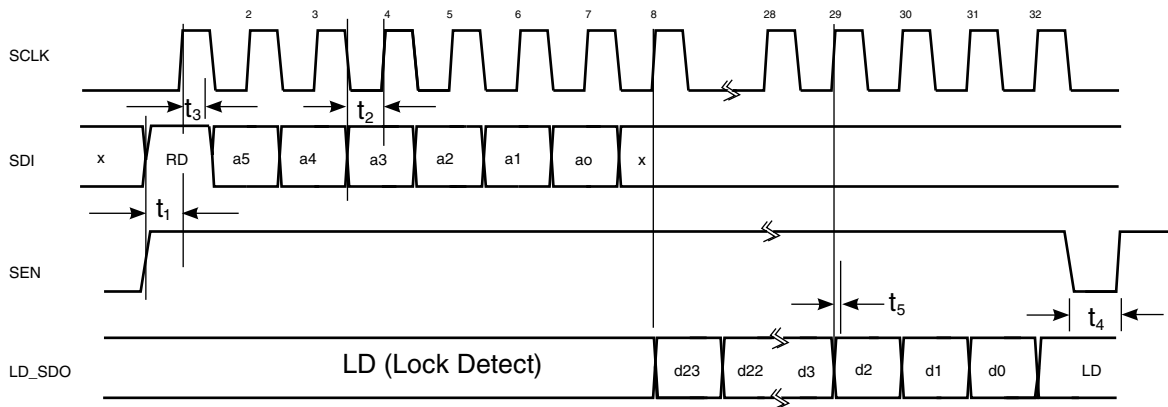 2 3 4 5 6 7 8 28 29 30 31 32
SCLK
t3 t2
SDI x RD a5 a4 a3 a2 a1 ao x
t1
SEN
t5 t4
LD_SDO LD (Lock Detect) d23 d22 d3 d2 d1 d0 LD